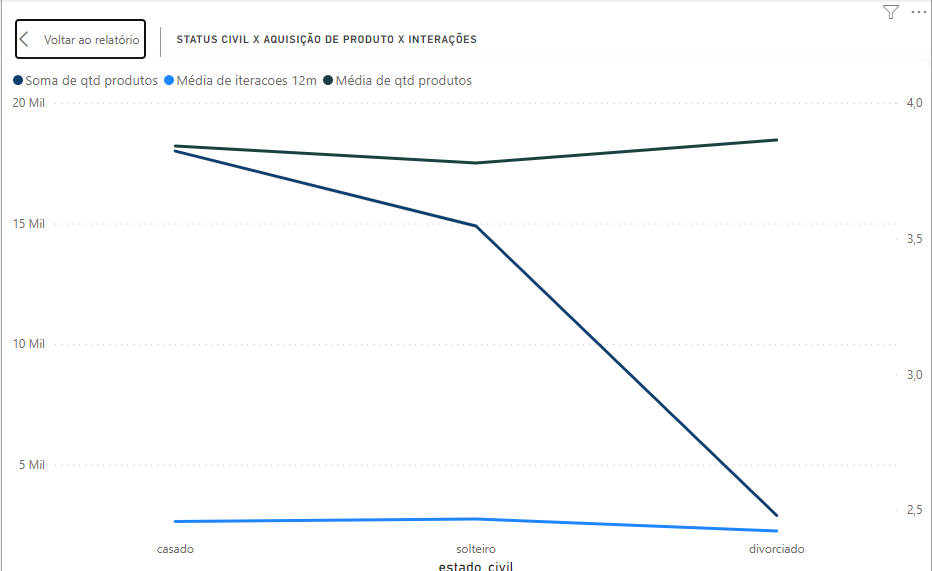 Voltar ao relatório
STATUS CIVIL X AQUISIÇÃO DE PRODUTO X INTERAÇÕES
Soma de qtd produtos Média de iteracoes 12m Média de qtd produtos
20 Mil 4,0
15 Mil
3,5
10 Mil
3,0
5 Mil
2,5
casado solteiro divorciado
estado civil